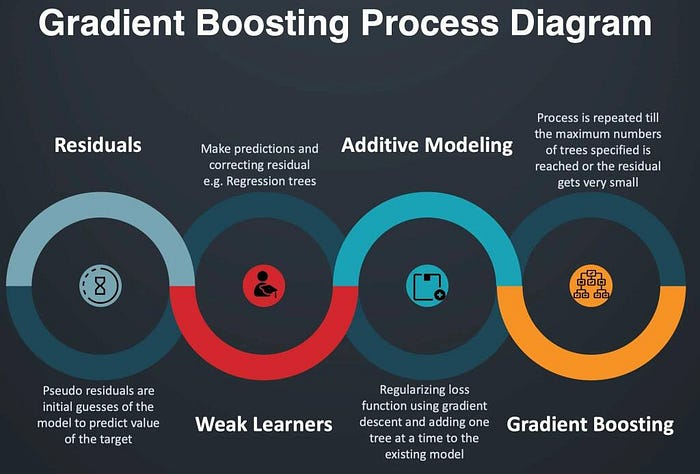 Gradient Boosting Process Diagram
Residuals
Pseudo residuals are
initial guesses of the
model to predict value
of the target
Make predictions and
correcting residual
e.g. Regression trees
Weak Learners
Additive Modeling
Regularizing loss
function using gradient
descent and adding one
tree at a time to the
existing model
Process is repeated till
the maximum numbers
of trees specified is
reached or the residual
gets very small
Gradient Boosting